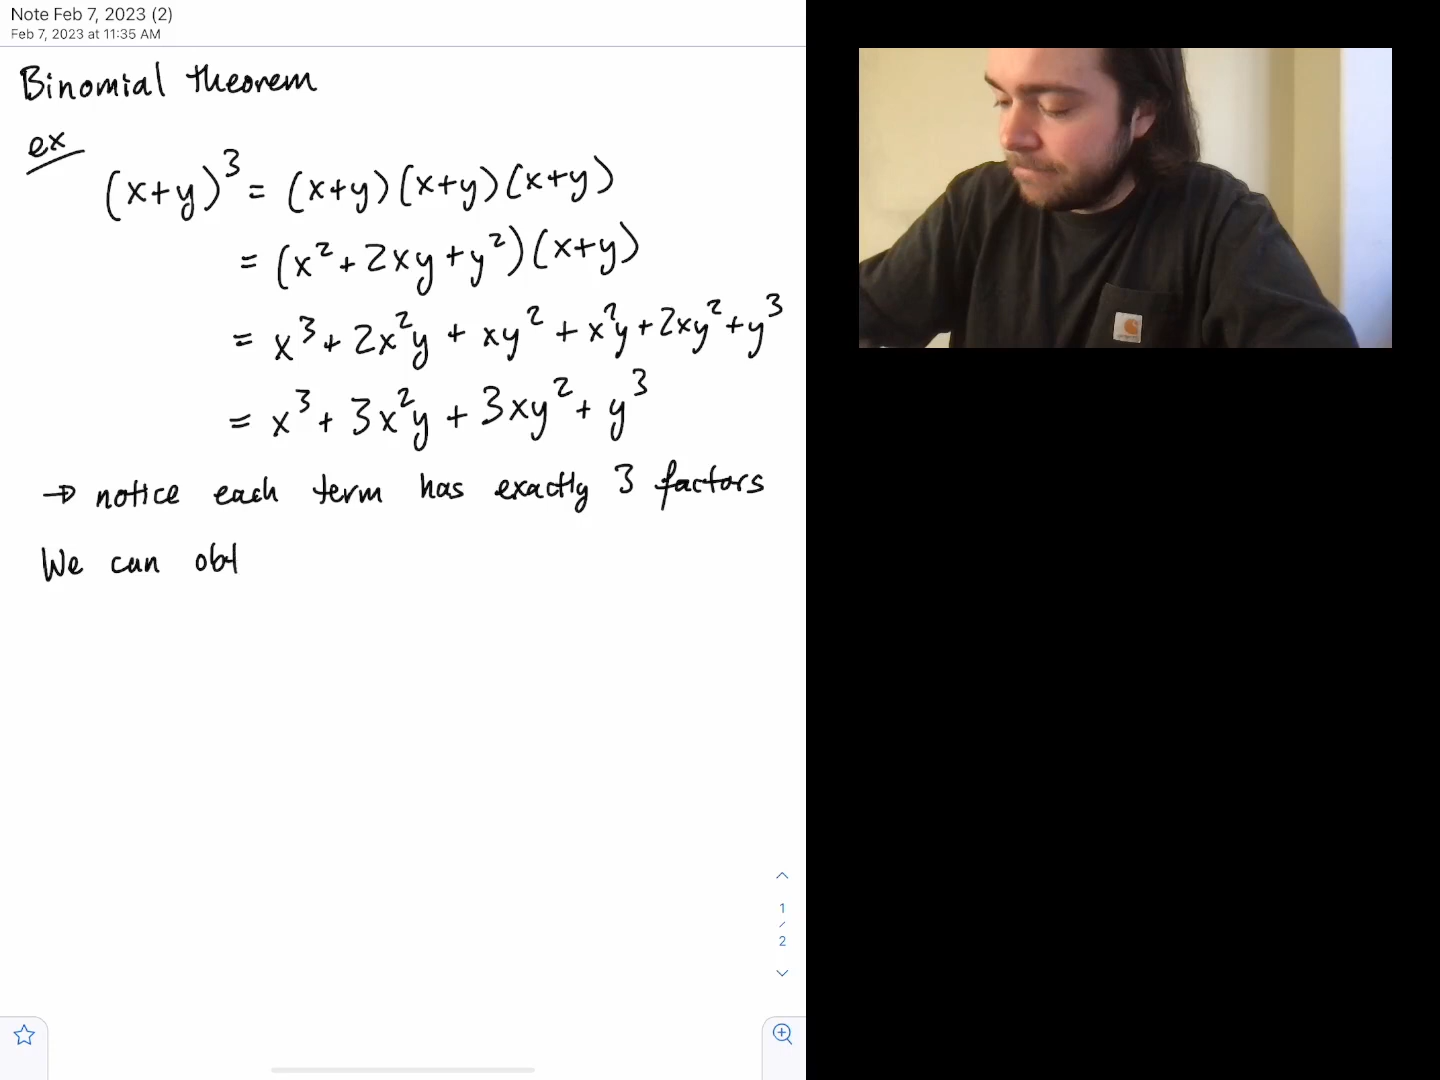 Note Feb 7, 2023 (2)
Feb 7, 2023 at 11:35 AM
Binomial theorem
ex
(x+y)³ = (x+y)(x+y)(x+y)
= (x²+2xy+y²)(x+y)
= x³+2x²y + xy² + x²y+2xy²+y³
= x³+3x²y+3xy²+y³
→ notice each term has exactly 3 factors
We can obt
1
/
2